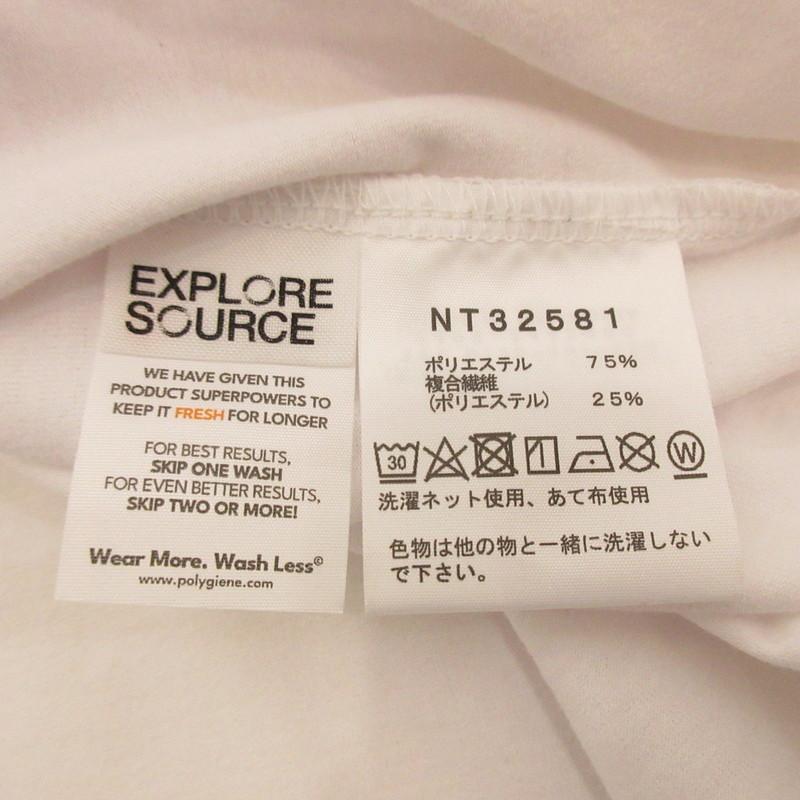 EXPLORE
SOURCE
WE HAVE GIVEN THIS
PRODUCT SUPERPOWERS TO
KEEP IT FRESH FOR LONGER
FOR BEST RESULTS,
SKIP ONE WASH
FOR EVEN BETTER RESULTS,
SKIP TWO OR MORE!
Wear More. Wash Less©
www.polygiene.com
NT32581
ポリエステル 75%
複合繊維
(ポリエステル) 25%
30 W
洗濯ネット使用、あて布使用
色物は他の物と一緒に洗濯しない
で下さい。